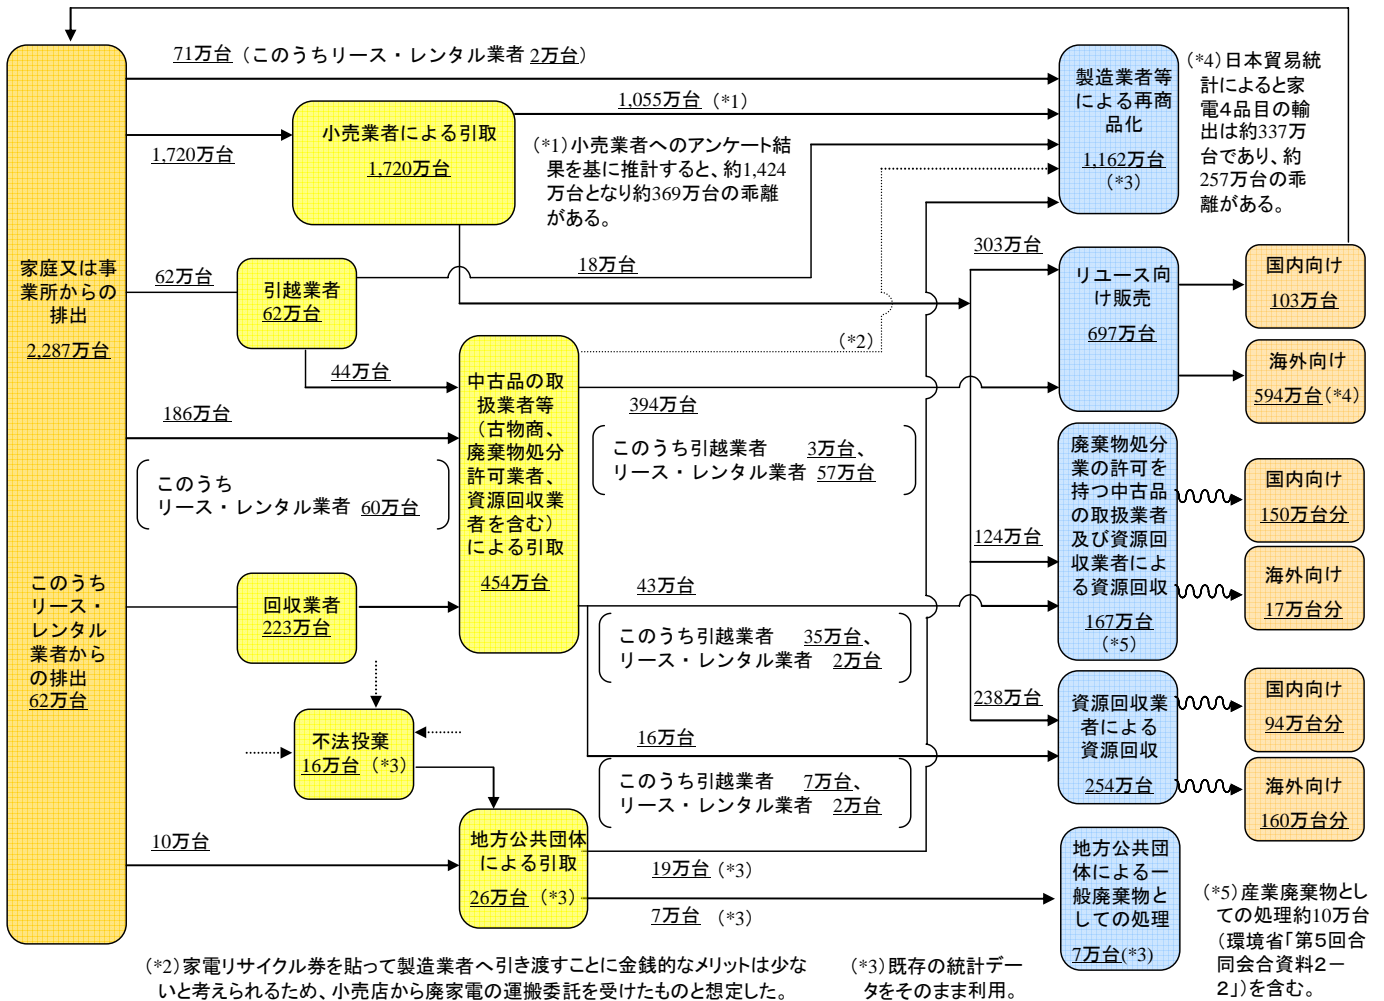 71万台（このうちリース・レンタル業者 2万台）
家庭又は事
業所からの
排出
2,287万台
このうち
リース・
レンタル
業者から
の排出
62万台
1,720万台
小売業者による引取
1,720万台
1,055万台（*1）
（*1）小売業者へのアンケート結
果を基に推計すると、約1,424
万台となり約369万台の乖離
がある。
製造業者等
による再商
品化
1,162万台
（*3）
（*4）日本貿易統
計によると家
電4品目の輸
出は約337万
台であり、約
257万台の乖
離がある。
62万台
引越業者
62万台
18万台
44万台
303万台
リユース向
け販売
697万台
国内向け
103万台
海外向け
594万台(*4)
（*2）
186万台
このうち
リース・レンタル業者 60万台
中古品の取
扱業者等
（古物商、
廃棄物処分
許可業者、
資源回収業
者を含む）
による引取
454万台
394万台
このうち引越業者 3万台、
リース・レンタル業者 57万台
124万台
廃棄物処分
業の許可を
持つ中古品
の取扱業者
及び資源回
収業者によ
る資源回収
167万台
（*5）
国内向け
150万台分
海外向け
17万台分
回収業者
223万台
43万台
このうち引越業者 35万台、
リース・レンタル業者 2万台
238万台
資源回収業
者による
資源回収
254万台
国内向け
94万台分
海外向け
160万台分
不法投棄
16万台（*3）
16万台
このうち引越業者 7万台、
リース・レンタル業者 2万台
10万台
地方公共団体
による引取
26万台（*3）
19万台（*3）
7万台（*3）
地方公共団
体による一
般廃棄物と
しての処理
7万台(*3)
（*5）産業廃棄物とし
ての処理約10万台
（環境省「第5回合
同会合資料2－
2」）を含む。
（*2）家電リサイクル券を貼って製造業者へ引き渡すことに金銭的なメリットは少な
いと考えられるため、小売店から廃家電の運搬委託を受けたものと想定した。
（*3）既存の統計デー
タをそのまま利用。